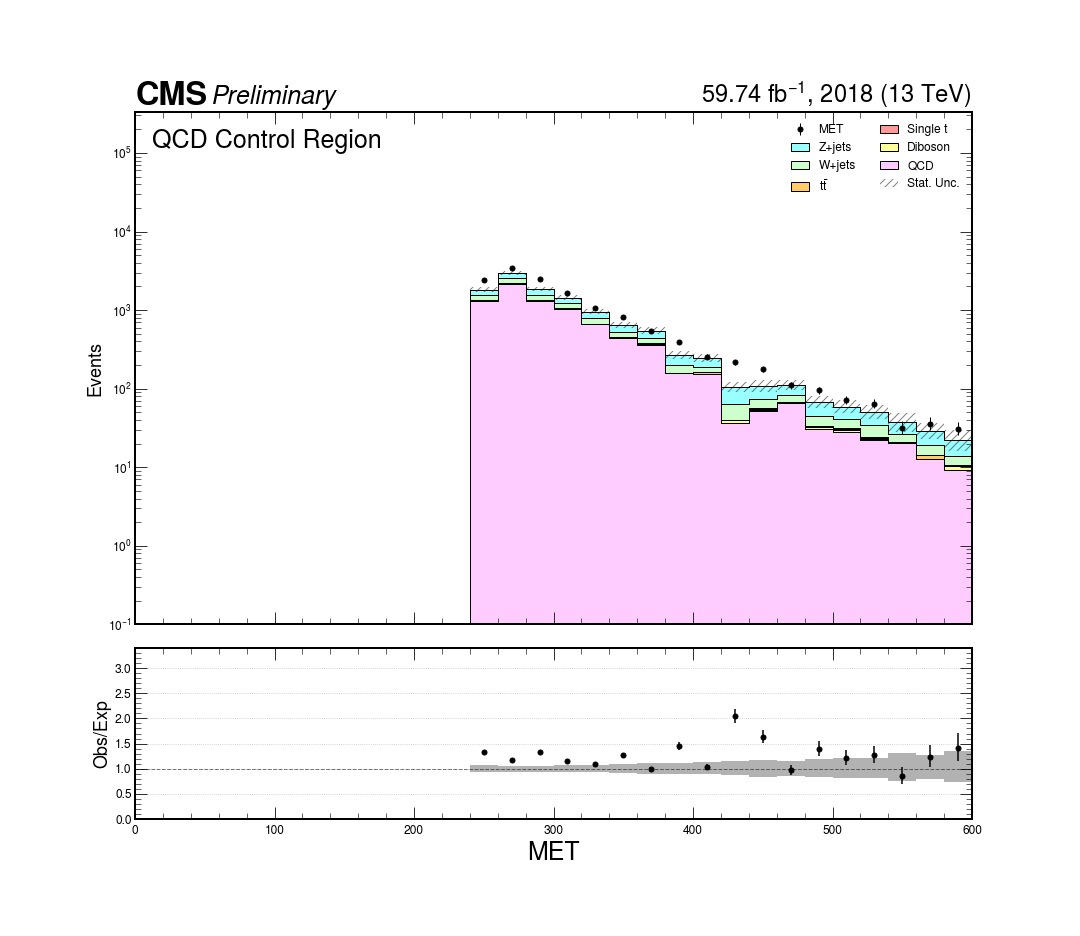 CMS Preliminary
59.74 fb⁻¹, 2018 (13 TeV)
QCD Control Region
MET
Z+jets
W+jets
tt̄
Single t
Diboson
QCD
Stat. Unc.
Events
10⁵
10⁴
10³
10²
10¹
10⁰
10⁻¹
Obs/Exp
3.0
2.5
2.0
1.5
1.0
0.5
0.0
0 100 200 300 400 500 600
MET